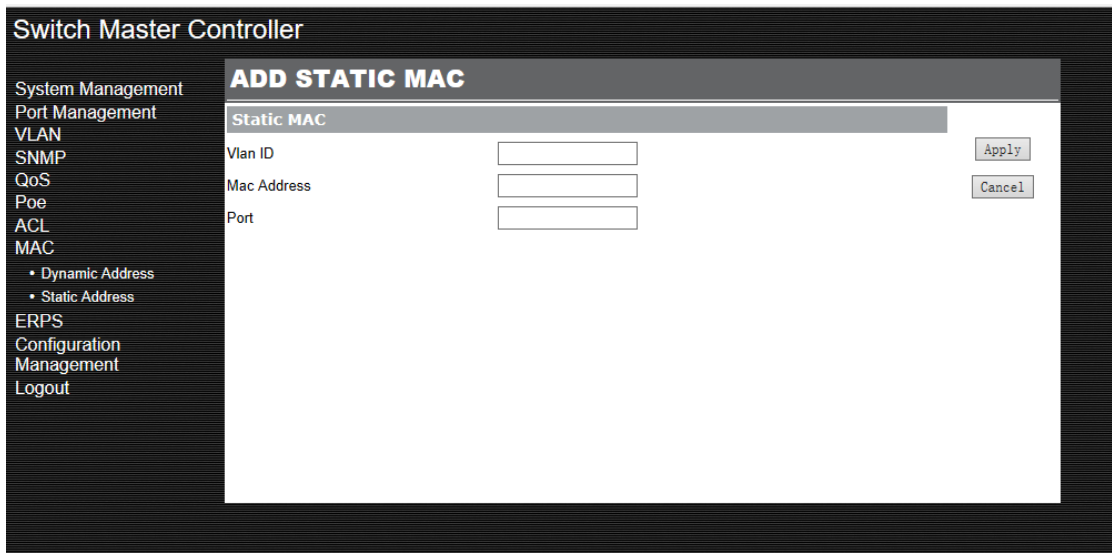 Switch Master Controller
System Management
Port Management
VLAN
SNMP
QoS
Poe
ACL
MAC
• Dynamic Address
• Static Address
ERPS
Configuration
Management
Logout
ADD STATIC MAC
Static MAC
Vlan ID
Mac Address
Port
Apply
Cancel